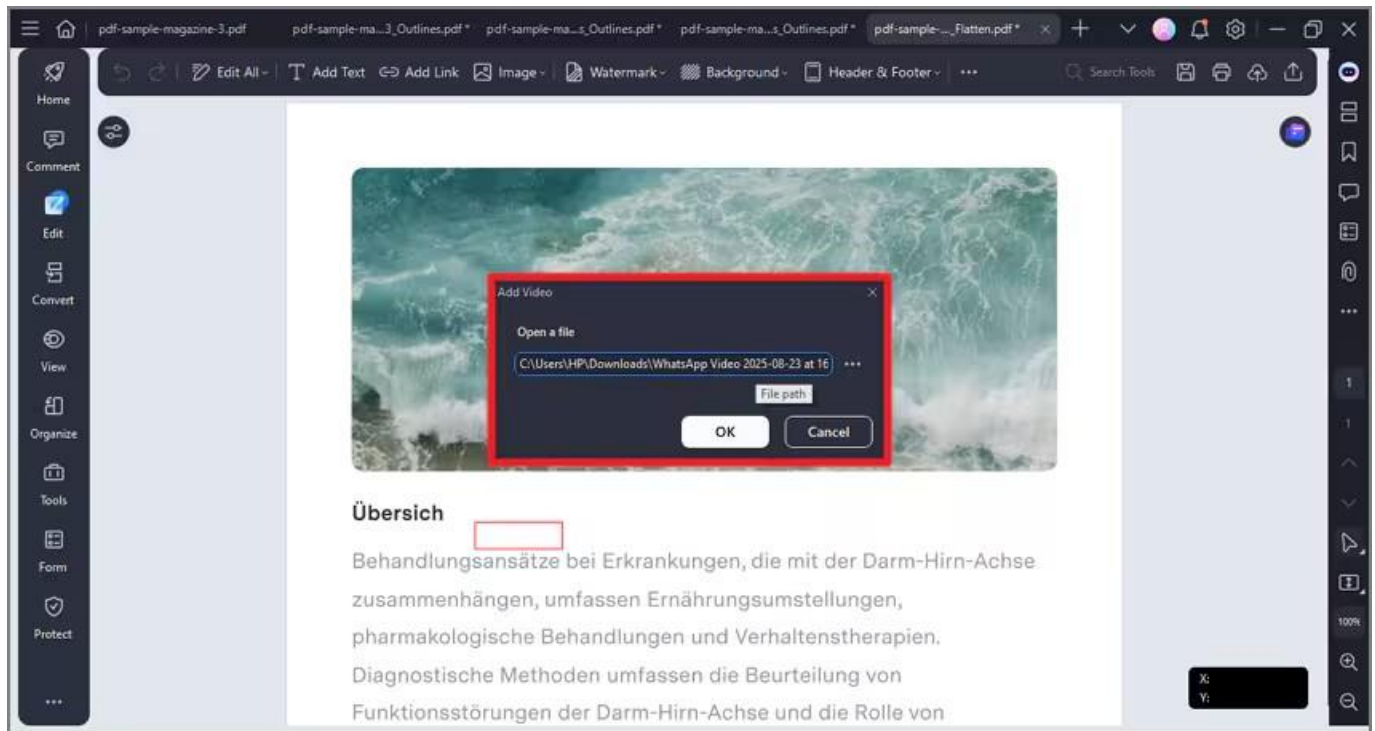 pdf-sample-magazine-3.pdf
pdf-sample-ma...3_Outlines.pdf *
pdf-sample-ma...s_Outlines.pdf *
pdf-sample-ma...s_Outlines.pdf *
pdf-sample-..._Flatten.pdf *
Edit All
Add Text
Add Link
Image
Watermark
Background
Header & Footer
Search Tools
Home
Comment
Edit
Convert
View
Organize
Tools
Form
Protect
Add Video
Open a file
C:\Users\HP\Downloads\WhatsApp Video 2025-08-23 at 16
File path
OK
Cancel
Übersich
Behandlungsansätze bei Erkrankungen, die mit der Darm-Hirn-Achse
zusammenhängen, umfassen Ernährungsumstellungen,
pharmakologische Behandlungen und Verhaltenstherapien.
Diagnostische Methoden umfassen die Beurteilung von
Funktionsstörungen der Darm-Hirn-Achse und die Rolle von
1
1
100%
X:
Y: